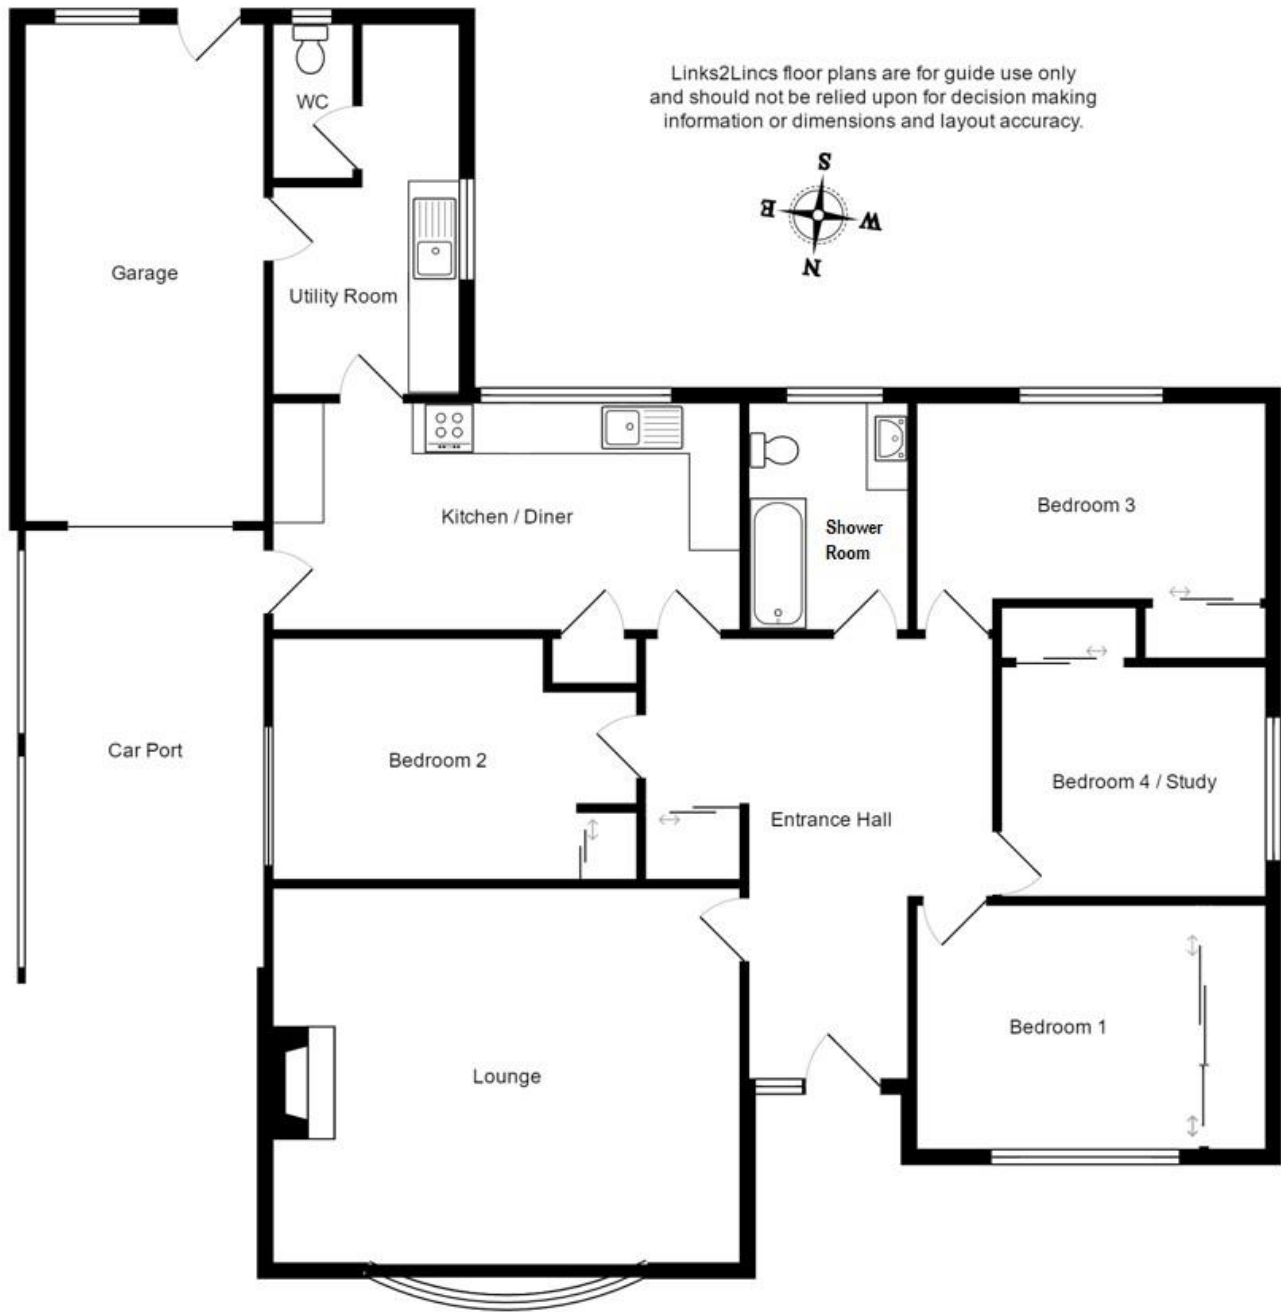 Links2Lincs floor plans are for guide use only
and should not be relied upon for decision making
information or dimensions and layout accuracy.
WC
S
E
W
N
Garage
Utility Room
Kitchen / Diner
Shower
Room
Bedroom 3
Car Port
Bedroom 2
Bedroom 4 / Study
Entrance Hall
Bedroom 1
Lounge